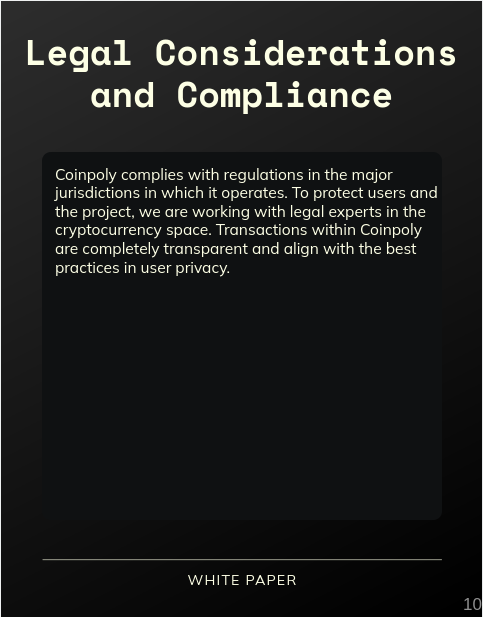 Legal Considerations
and Compliance
Coinpoly complies with regulations in the major
jurisdictions in which it operates. To protect users and
the project, we are working with legal experts in the
cryptocurrency space. Transactions within Coinpoly
are completely transparent and align with the best
practices in user privacy.
WHITE PAPER
10